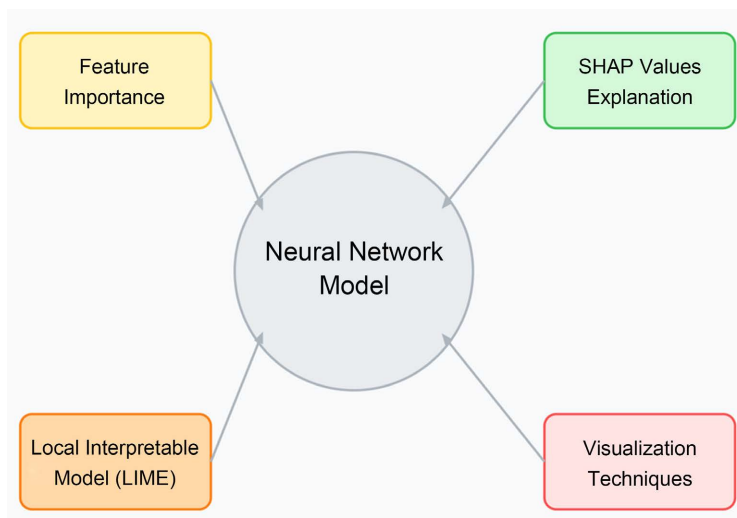 Feature
Importance
SHAP Values
Explanation
Neural Network
Model
Local Interpretable
Model (LIME)
Visualization
Techniques